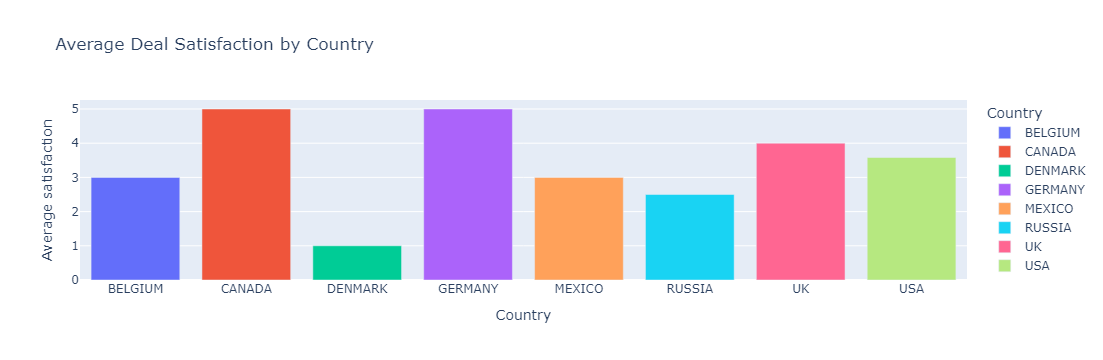 Average Deal Satisfaction by Country
Average satisfaction
5
4
3
2
1
0
BELGIUM CANADA DENMARK GERMANY MEXICO RUSSIA UK USA
Country
Country
BELGIUM
CANADA
DENMARK
GERMANY
MEXICO
RUSSIA
UK
USA